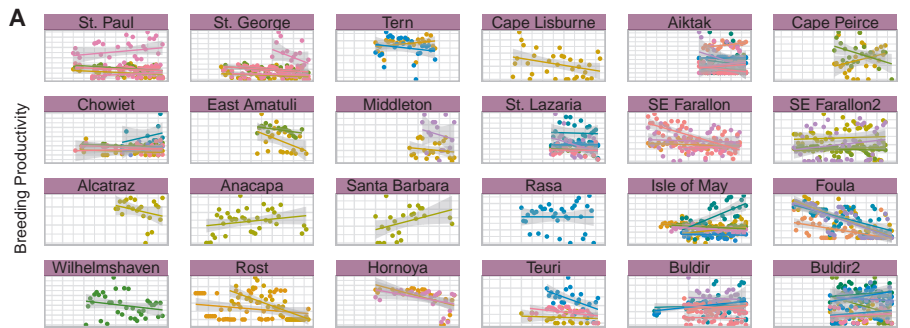 A
St. Paul
St. George
Tern
Cape Lisburne
Aiktak
Cape Peirce
Breeding Productivity
Chowiet
East Amatuli
Middleton
St. Lazaria
SE Farallon
SE Farallon2
Alcatraz
Anacapa
Santa Barbara
Rasa
Isle of May
Foula
Wilhelmshaven
Rost
Hornoya
Teuri
Buldir
Buldir2